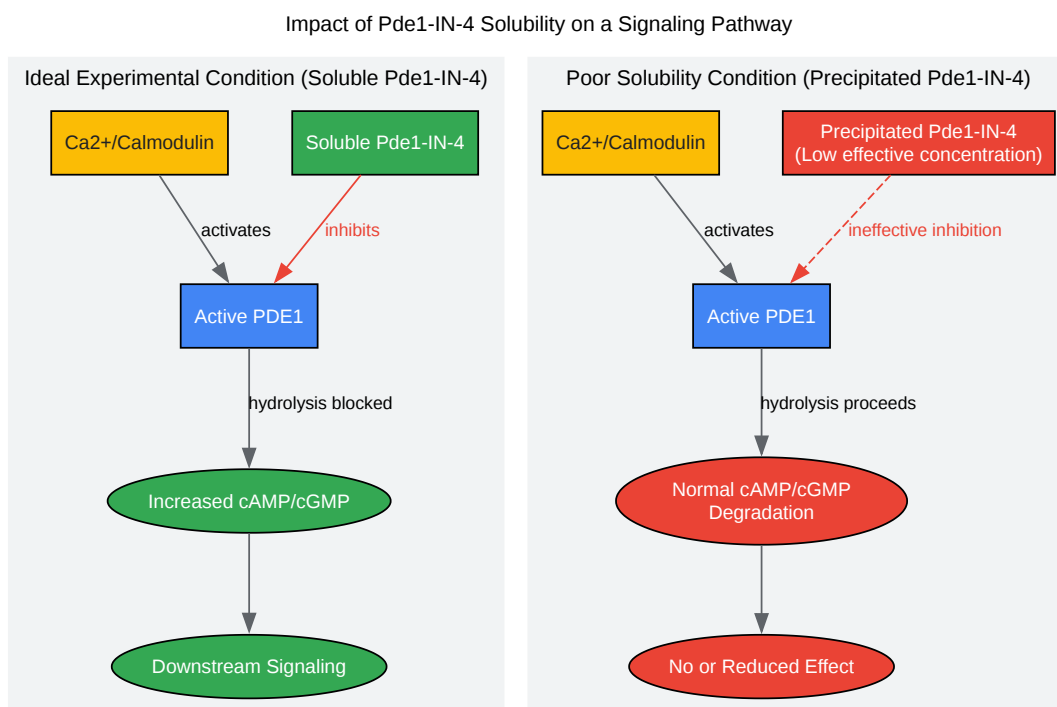 Impact of Pde1-IN-4 Solubility on a Signaling Pathway
Ideal Experimental Condition (Soluble Pde1-IN-4)
Ca2+/Calmodulin
Soluble Pde1-IN-4
activates
inhibits
Active PDE1
hydrolysis blocked
Increased cAMP/cGMP
Downstream Signaling
Poor Solubility Condition (Precipitated Pde1-IN-4)
Ca2+/Calmodulin
Precipitated Pde1-IN-4
(Low effective concentration)
activates
ineffective inhibition
Active PDE1
hydrolysis proceeds
Normal cAMP/cGMP
Degradation
No or Reduced Effect